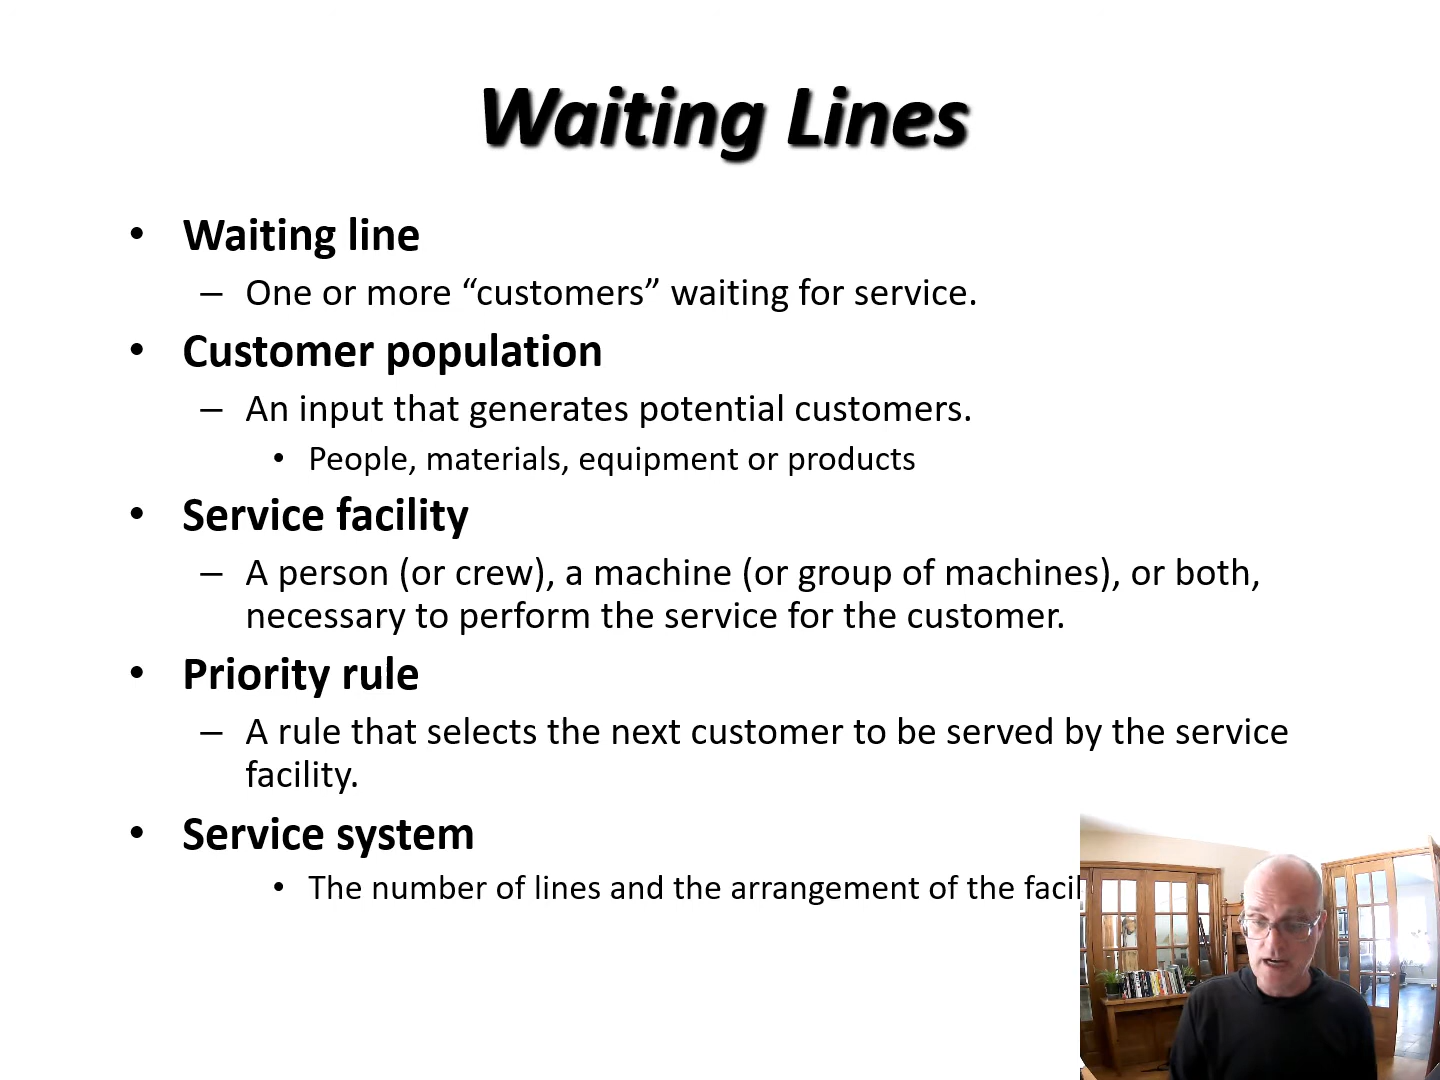 Waiting Lines
• Waiting line
– One or more “customers” waiting for service.
• Customer population
– An input that generates potential customers.
• People, materials, equipment or products
• Service facility
– A person (or crew), a machine (or group of machines), or both,
necessary to perform the service for the customer.
• Priority rule
– A rule that selects the next customer to be served by the service
facility.
• Service system
• The number of lines and the arrangement of the